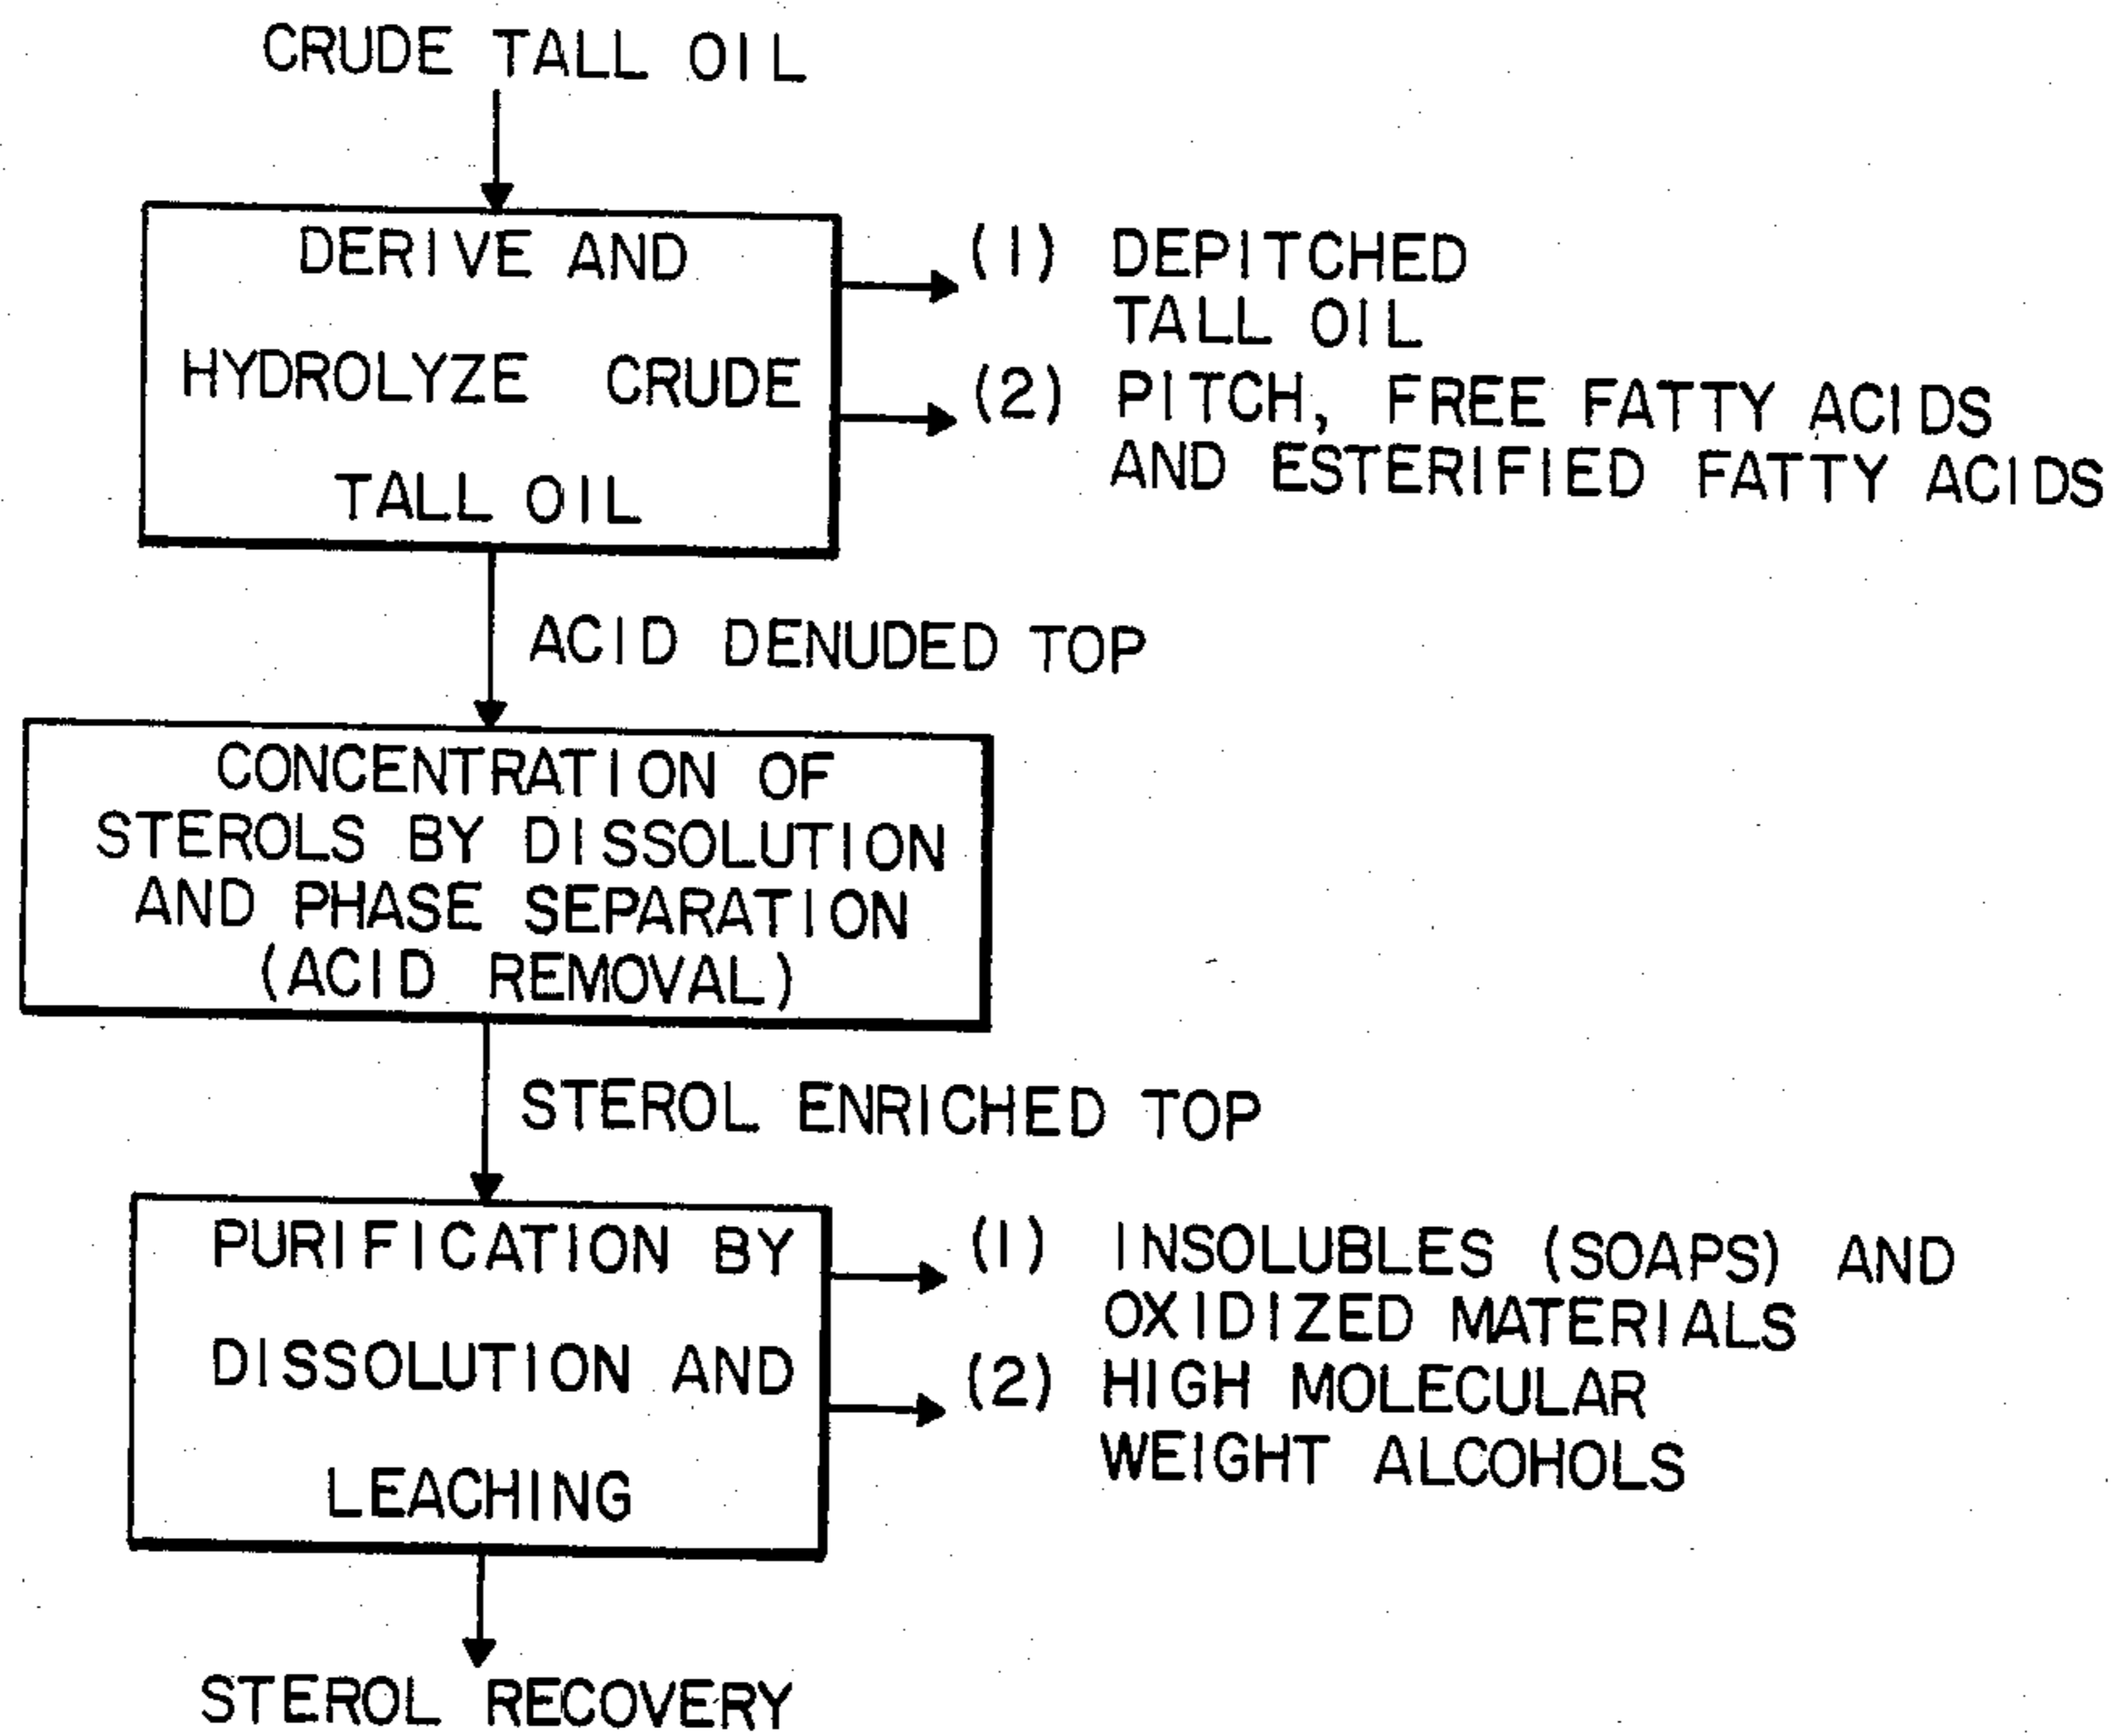 CRUDE TALL OIL
DERIVE AND
HYDROLYZE CRUDE
TALL OIL
(1) DEPITCHED
TALL OIL
(2) PITCH, FREE FATTY ACIDS
AND ESTERIFIED FATTY ACIDS
ACID DENUDED TOP
CONCENTRATION OF
STEROLS BY DISSOLUTION
AND PHASE SEPARATION
(ACID REMOVAL)
STEROL ENRICHED TOP
PURIFICATION BY
DISSOLUTION AND
LEACHING
(1) INSOLUBLES (SOAPS) AND
OXIDIZED MATERIALS
(2) HIGH MOLECULAR
WEIGHT ALCOHOLS
STEROL RECOVERY